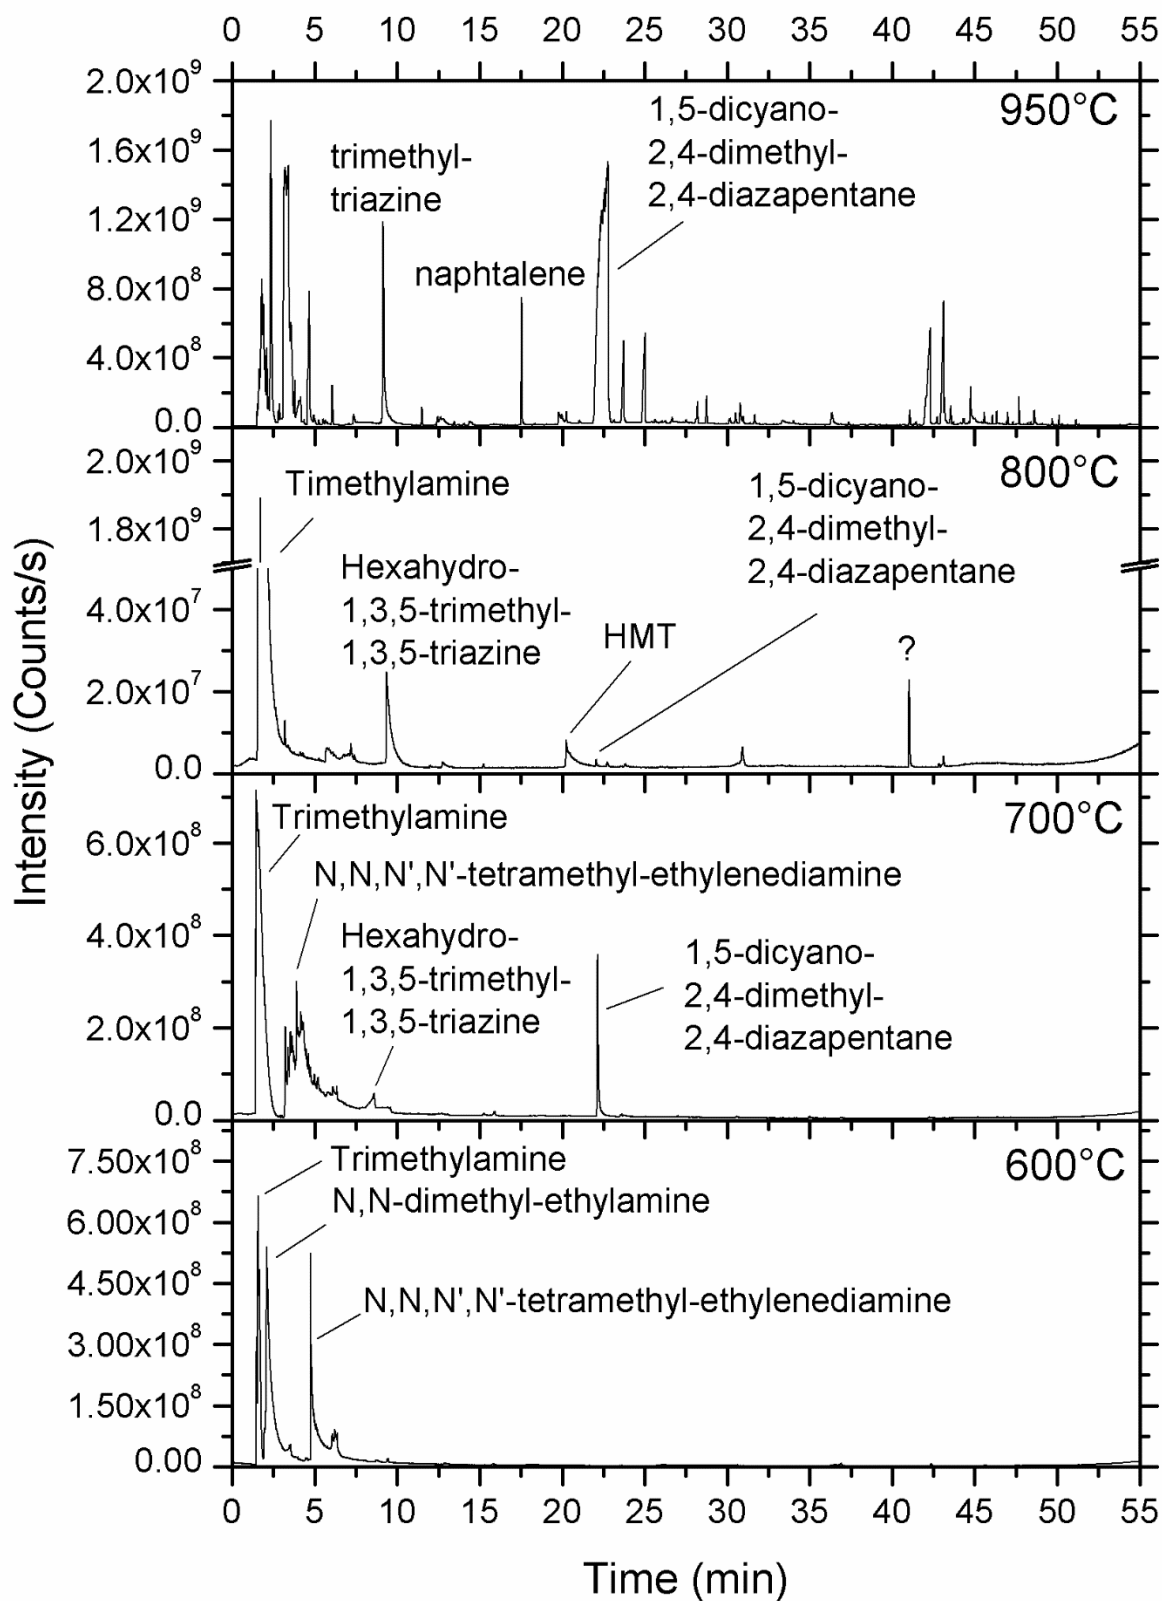 0 5 10 15 20 25 30 35 40 45 50 55
2.0x10⁹
1.6x10⁹
1.2x10⁹
8.0x10⁸
4.0x10⁸
0.0
950°C
trimethyl-
triazine
naphtalene
1,5-dicyano-
2,4-dimethyl-
2,4-diazapentane
2.0x10⁹
1.8x10⁹
4.0x10⁷
2.0x10⁷
0.0
800°C
Timethylamine
Hexahydro-
1,3,5-trimethyl-
1,3,5-triazine
HMT
1,5-dicyano-
2,4-dimethyl-
2,4-diazapentane
?
Intensity (Counts/s)
6.0x10⁸
4.0x10⁸
2.0x10⁸
0.0
700°C
Trimethylamine
N,N,N',N'-tetramethyl-ethylenediamine
Hexahydro-
1,3,5-trimethyl-
1,3,5-triazine
1,5-dicyano-
2,4-dimethyl-
2,4-diazapentane
7.50x10⁸
6.00x10⁸
4.50x10⁸
3.00x10⁸
1.50x10⁸
0.00
600°C
Trimethylamine
N,N-dimethyl-ethylamine
N,N,N',N'-tetramethyl-ethylenediamine
0 5 10 15 20 25 30 35 40 45 50 55
Time (min)